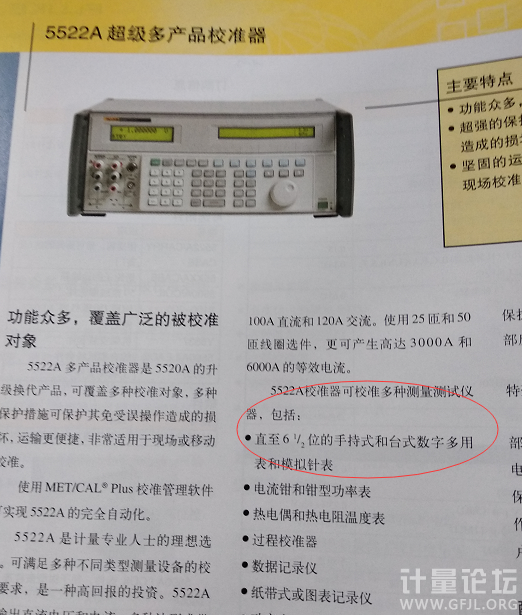 5522A 超级多产品校准器
主要特点
• 功能众多，
• 超强的保
造成的损
• 坚固的运
现场校准
功能众多，覆盖广泛的被校准
对象
5522A 多产品校准器是 5520A 的升
级换代产品，可覆盖多种校准对象，多种
保护措施可保护其免受误操作造成的损
坏，运输更便捷，非常适用于现场或移动
校准。
使用 MET/CAL® Plus 校准管理软件
可实现 5522A 的完全自动化。
5522A 是计量专业人士的理想选
可满足多种不同类型测量设备的校
要求，是一种高回报的投资。5522A
100A 直流和 120A 交流。使用 25 匝和 50
匝线圈选件，更可产生高达 3000A 和
6000A 的等效电流。
5522A校准器可校准多种测量测试仪
器，包括：
• 直至 6 1/2 位的手持式和台式数字多用
表和模拟针表
• 电流钳和钳型功率表
• 热电偶和热电阻温度表
• 过程校准器
• 数据记录仪
• 纸带式或图表记录仪
保护
部
特
部
电
保
作
计量论坛
WWW.GFJL.ORG